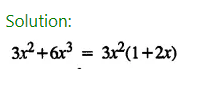 Solution:
3x²+6x³ = 3x²(1+2x)